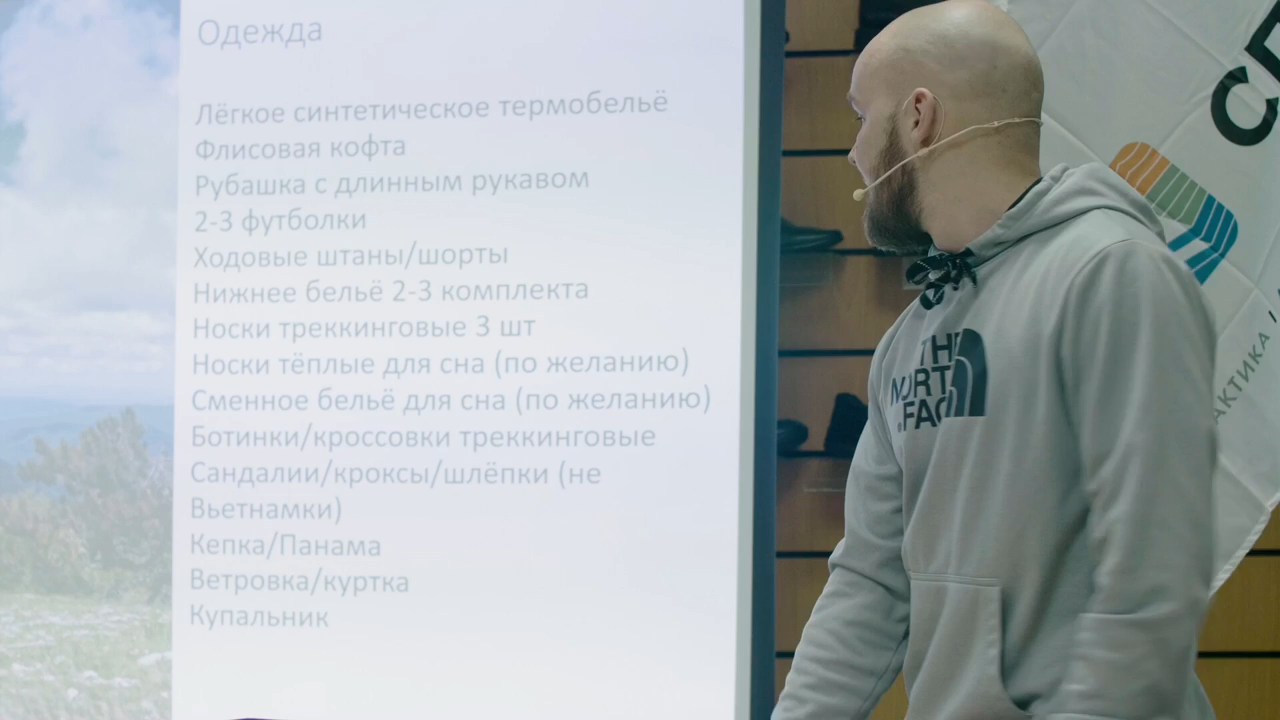 Одежда
Лёгкое синтетическое термобельё
Флисовая кофта
Рубашка с длинным рукавом
2-3 футболки
Ходовые штаны/шорты
Нижнее бельё 2-3 комплекта
Носки треккинговые 3 шт
Носки тёплые для сна (по желанию)
Сменное бельё для сна (по желанию)
Ботинки/кроссовки треккинговые
Сандалии/кроксы/шлёпки (не
Вьетнамки)
Кепка/Панама
Ветровка/куртка
Купальник
THE
NORTH
FACE